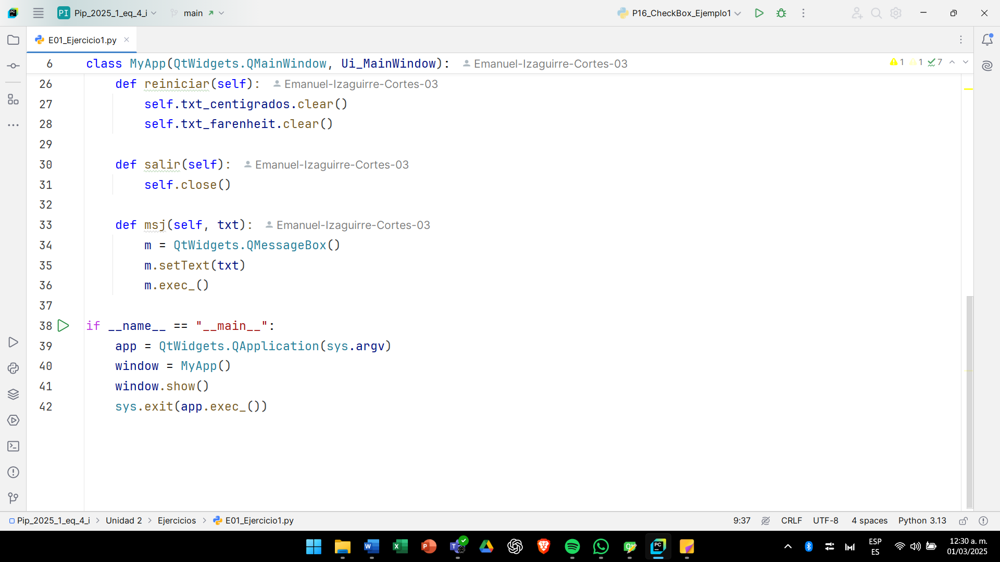 PI Pip_2025_1_eq_4_i main P16_CheckBox_Ejemplo1
E01_Ejercicio1.py
6 class MyApp(QtWidgets.QMainWindow, Ui_MainWindow): Emanuel-Izaguirre-Cortes-03 1 1 7
26 def reiniciar(self): Emanuel-Izaguirre-Cortes-03
27 self.txt_centigrados.clear()
28 self.txt_farenheit.clear()
29
30 def salir(self): Emanuel-Izaguirre-Cortes-03
31 self.close()
32
33 def msj(self, txt): Emanuel-Izaguirre-Cortes-03
34 m = QtWidgets.QMessageBox()
35 m.setText(txt)
36 m.exec_()
37
38 if __name__ == "__main__":
39 app = QtWidgets.QApplication(sys.argv)
40 window = MyApp()
41 window.show()
42 sys.exit(app.exec_())
Pip_2025_1_eq_4_i > Unidad 2 > Ejercicios > E01_Ejercicio1.py 9:37 CRLF UTF-8 4 spaces Python 3.13
ESP 12:30 a. m.
ES 01/03/2025